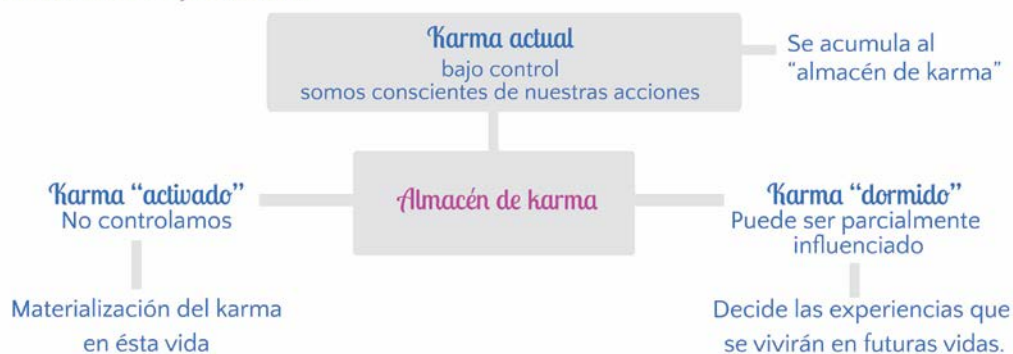 Karma actual
bajo control
somos conscientes de nuestras acciones
Se acumula al
“almacén de karma”
Almacén de karma
Karma “activado”
No controlamos
Materialización del karma
en ésta vida
Karma “dormido”
Puede ser parcialmente
influenciado
Decide las experiencias que
se vivirán en futuras vidas.